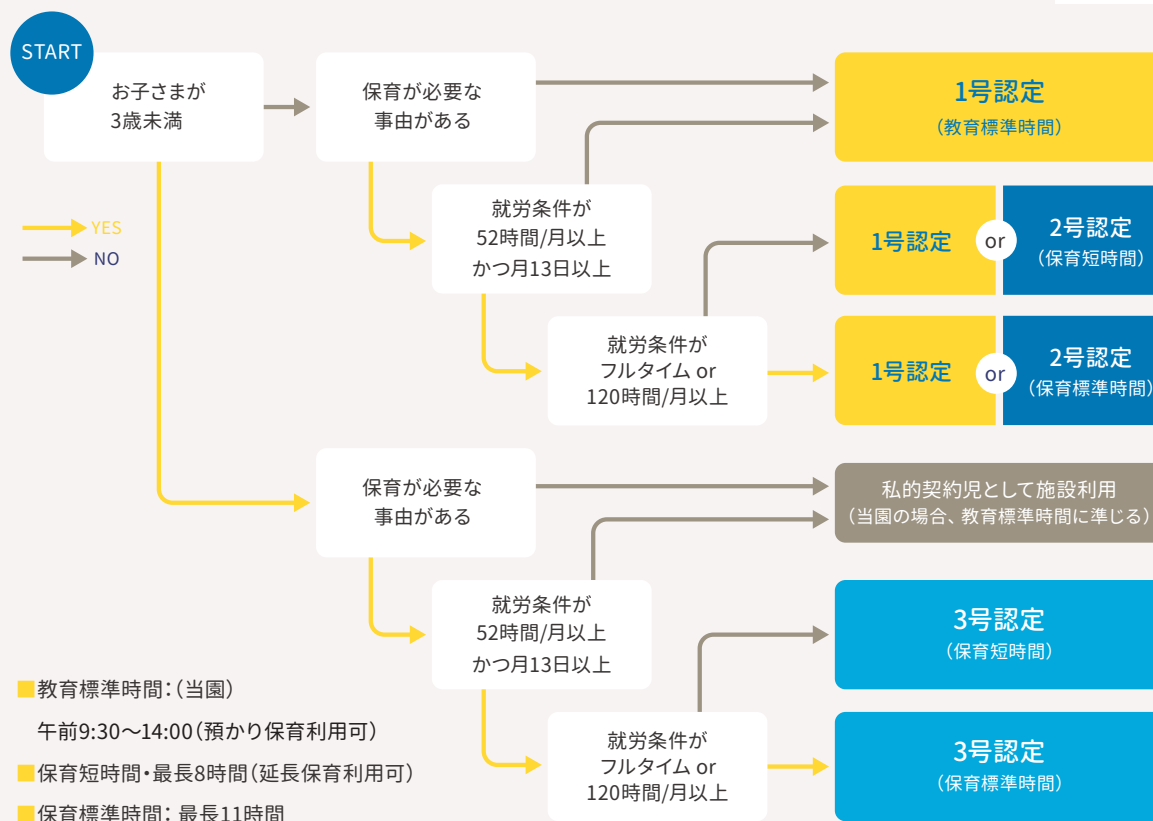 START
お子さまが
3歳未満
保育が必要な
事由がある
1号認定
（教育標準時間）
就労条件が
52時間/月以上
かつ月13日以上
YES
NO
1号認定
or
2号認定
（保育短時間）
就労条件が
フルタイム or
120時間/月以上
1号認定
or
2号認定
（保育標準時間）
保育が必要な
事由がある
私的契約児として施設利用
（当園の場合、教育標準時間に準じる）
就労条件が
52時間/月以上
かつ月13日以上
3号認定
（保育短時間）
就労条件が
フルタイム or
120時間/月以上
3号認定
（保育標準時間）
教育標準時間：（当園）
午前9:30〜14:00（預かり保育利用可）
保育短時間・最長8時間（延長保育利用可）
保育標準時間： 最長11時間